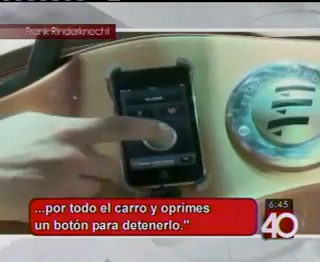 Frank Rinderknecht
...por todo el carro y oprimes
un botón para detenerlo."
6:45
40